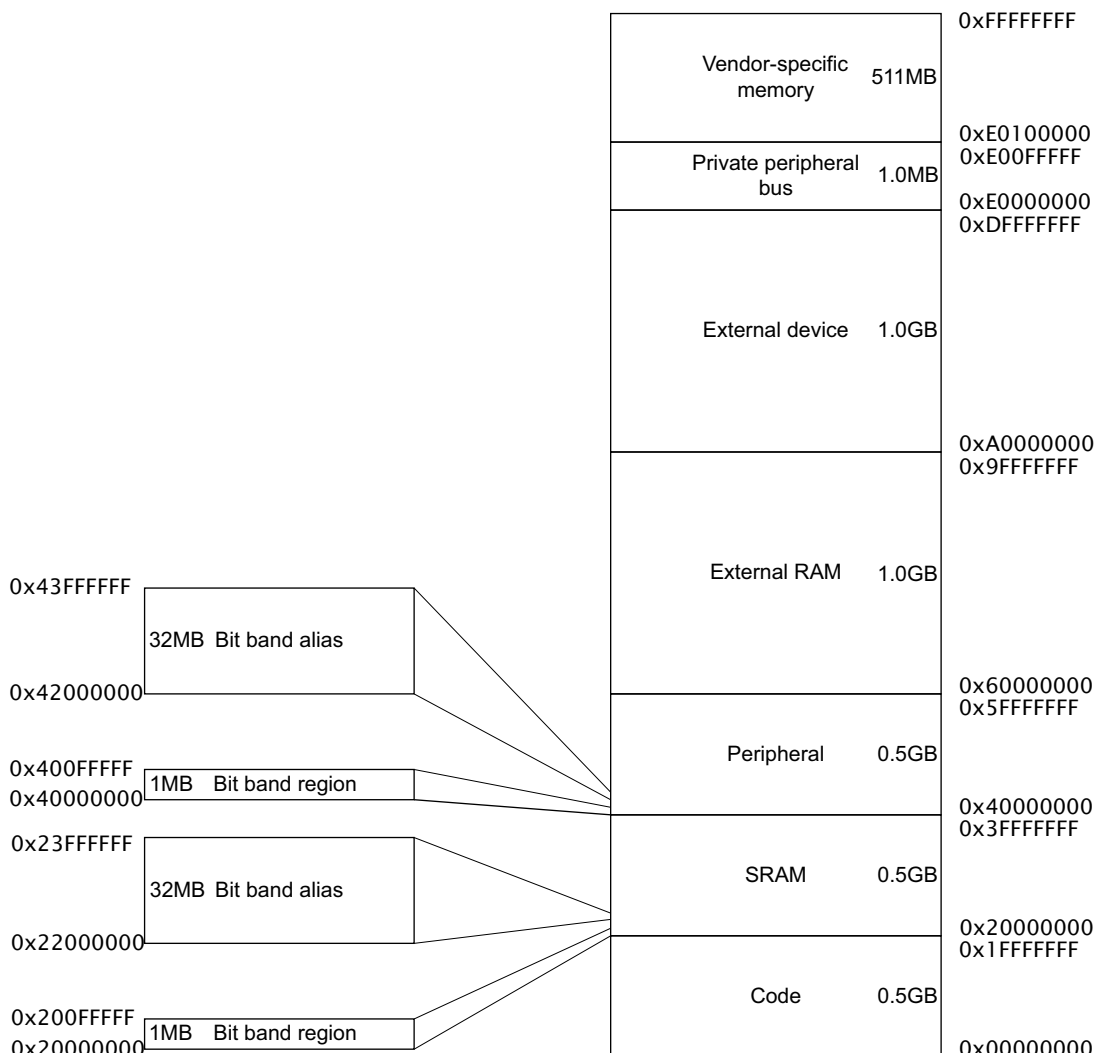 0xFFFFFFFF
Vendor-specific
memory
511MB
0xE0100000
0xE00FFFFF
Private peripheral
bus
1.0MB
0xE0000000
0xDFFFFFFF
External device 1.0GB
0xA0000000
0x9FFFFFFF
External RAM 1.0GB
0x43FFFFFF
32MB Bit band alias
0x42000000
0x60000000
0x5FFFFFFF
Peripheral 0.5GB
0x400FFFFF
1MB Bit band region
0x40000000
0x40000000
0x3FFFFFFF
0x23FFFFFF
32MB Bit band alias
0x22000000
SRAM 0.5GB
0x20000000
0x1FFFFFFF
Code 0.5GB
0x200FFFFF
1MB Bit band region
0x20000000
0x00000000